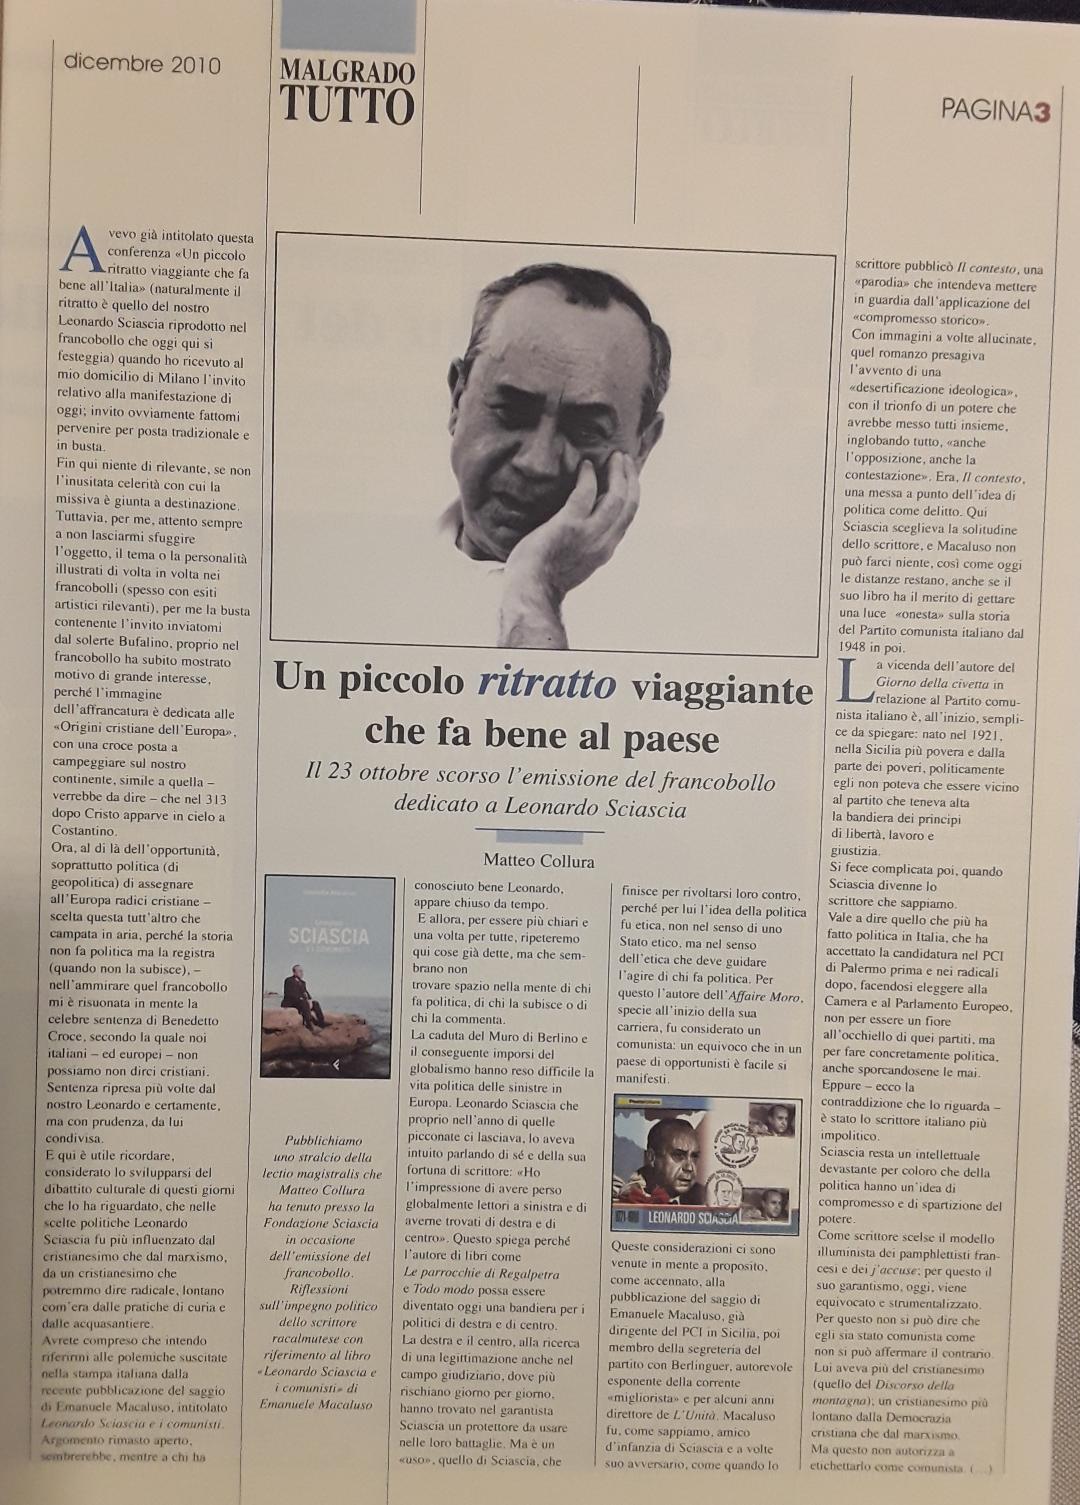 dicembre 2010
MALGRADO
TUTTO
PAGINA3
Avevo già intitolato questa
conferenza «Un piccolo
ritratto viaggiante che fa
bene all'Italia» (naturalmente il
ritratto è quello del nostro
Leonardo Sciascia riprodotto nel
francobollo che oggi qui si
festeggia) quando ho ricevuto al
mio domicilio di Milano l'invito
relativo alla manifestazione di
oggi; invito ovviamente fattomi
pervenire per posta tradizionale e
in busta.
Fin qui niente di rilevante, se non
l'inusitata celerità con cui la
missiva è giunta a destinazione.
Tuttavia, per me, attento sempre
a non lasciarmi sfuggire
l'oggetto, il tema o la personalità
illustrati di volta in volta nei
francobolli (spesso con esiti
artistici rilevanti), per me la busta
contenente l'invito inviatomi
dal solerte Bufalino, proprio nel
francobollo ha subito mostrato
motivo di grande interesse,
perché l'immagine
dell'affrancatura è dedicata alle
«Origini cristiane dell'Europa»,
con una croce posta a
campeggiare sul nostro
continente, simile a quella –
verrebbe da dire – che nel 313
dopo Cristo apparve in cielo a
Costantino.
Ora, al di là dell'opportunità,
soprattutto politica (di
geopolitica) di assegnare
all'Europa radici cristiane –
scelta questa tutt'altro che
campata in aria, perché la storia
non fa politica ma la registra
(quando non la subisce), –
nell'ammirare quel francobollo
mi è risuonata in mente la
celebre sentenza di Benedetto
Croce, secondo la quale noi
italiani – ed europei – non
possiamo non dirci cristiani.
Sentenza ripresa più volte dal
nostro Leonardo e certamente,
ma con prudenza, da lui
condivisa.
E qui è utile ricordare,
considerato lo svilupparsi del
dibattito culturale di questi giorni
che lo ha riguardato, che nelle
scelte politiche Leonardo
Sciascia fu più influenzato dal
cristianesimo che dal marxismo,
da un cristianesimo che
potremmo dire radicale, lontano
com'era dalle pratiche di curia e
dalle acquasantiere.
Avrete compreso che intendo
riferirmi alle polemiche suscitate
nella stampa italiana dalla
recente pubblicazione del saggio
di Emanuele Macaluso, intitolato
Leonardo Sciascia e i comunisti.
Argomento rimasto aperto,
sembrerebbe, mentre a chi ha
Un piccolo ritratto viaggiante
che fa bene al paese
Il 23 ottobre scorso l'emissione del francobollo
dedicato a Leonardo Sciascia
Matteo Collura
SCIASCIA
Pubblichiamo
uno stralcio della
lectio magistralis che
Matteo Collura
ha tenuto presso la
Fondazione Sciascia
in occasione
dell'emissione del
francobollo.
Riflessioni
sull'impegno politico
dello scrittore
racalmutese con
riferimento al libro
«Leonardo Sciascia e
i comunisti» di
Emanuele Macaluso
conosciuto bene Leonardo,
appare chiuso da tempo.
E allora, per essere più chiari e
una volta per tutte, ripeteremo
qui cose già dette, ma che sem-
brano non
trovare spazio nella mente di chi
fa politica, di chi la subisce o di
chi la commenta.
La caduta del Muro di Berlino e
il conseguente imporsi del
globalismo hanno reso difficile la
vita politica delle sinistre in
Europa. Leonardo Sciascia che
proprio nell'anno di quelle
picconate ci lasciava, lo aveva
intuito parlando di sé e della sua
fortuna di scrittore: «Ho
l'impressione di avere perso
globalmente lettori a sinistra e di
averne trovati di destra e di
centro». Questo spiega perché
l'autore di libri come
Le parrocchie di Regalpetra
e Todo modo possa essere
diventato oggi una bandiera per i
politici di destra e di centro.
La destra e il centro, alla ricerca
di una legittimazione anche nel
campo giudiziario, dove più
rischiano giorno per giorno,
hanno trovato nel garantista
Sciascia un protettore da usare
nelle loro battaglie. Ma è un
«uso», quello di Sciascia, che
finisce per rivoltarsi loro contro,
perché per lui l'idea della politica
fu etica, non nel senso di uno
Stato etico, ma nel senso
dell'etica che deve guidare
l'agire di chi fa politica. Per
questo l'autore dell'Affaire Moro,
specie all'inizio della sua
carriera, fu considerato un
comunista: un equivoco che in un
paese di opportunisti è facile si
manifesti.
LEONARDO SCIASCIA
Queste considerazioni ci sono
venute in mente a proposito,
come accennato, alla
pubblicazione del saggio di
Emanuele Macaluso, già
dirigente del PCI in Sicilia, poi
membro della segreteria del
partito con Berlinguer, autorevole
esponente della corrente
«migliorista» e per alcuni anni
direttore de L'Unità. Macaluso
fu, come sappiamo, amico
d'infanzia di Sciascia e a volte
suo avversario, come quando lo
scrittore pubblicò Il contesto, una
«parodia» che intendeva mettere
in guardia dall'applicazione del
«compromesso storico».
Con immagini a volte allucinate,
quel romanzo presagiva
l'avvento di una
«desertificazione ideologica»,
con il trionfo di un potere che
avrebbe messo tutti insieme,
inglobando tutto, «anche
l'opposizione, anche la
contestazione». Era, Il contesto,
una messa a punto dell'idea di
politica come delitto. Qui
Sciascia sceglieva la solitudine
dello scrittore, e Macaluso non
può farci niente, così come oggi
le distanze restano, anche se il
suo libro ha il merito di gettare
una luce «onesta» sulla storia
del Partito comunista italiano dal
1948 in poi.
La vicenda dell'autore del
Giorno della civetta in
relazione al Partito comu-
nista italiano è, all'inizio, sempli-
ce da spiegare: nato nel 1921,
nella Sicilia più povera e dalla
parte dei poveri, politicamente
egli non poteva che essere vicino
al partito che teneva alta
la bandiera dei principi
di libertà, lavoro e
giustizia.
Si fece complicata poi, quando
Sciascia divenne lo
scrittore che sappiamo.
Vale a dire quello che più ha
fatto politica in Italia, che ha
accettato la candidatura nel PCI
di Palermo prima e nei radicali
dopo, facendosi eleggere alla
Camera e al Parlamento Europeo,
non per essere un fiore
all'occhiello di quei partiti, ma
per fare concretamente politica,
anche sporcandosene le mai.
Eppure – ecco la
contraddizione che lo riguarda –
è stato lo scrittore italiano più
impolitico.
Sciascia resta un intellettuale
devastante per coloro che della
politica hanno un'idea di
compromesso e di spartizione del
potere.
Come scrittore scelse il modello
illuminista dei pamphlettisti fran-
cesi e dei j'accuse; per questo il
suo garantismo, oggi, viene
equivocato e strumentalizzato.
Per questo non si può dire che
egli sia stato comunista come
non si può affermare il contrario.
Lui aveva più del cristianesimo
(quello del Discorso della
montagna), un cristianesimo più
lontano dalla Democrazia
cristiana che dal marxismo.
Ma questo non autorizza a
etichettarlo come comunista. (...)